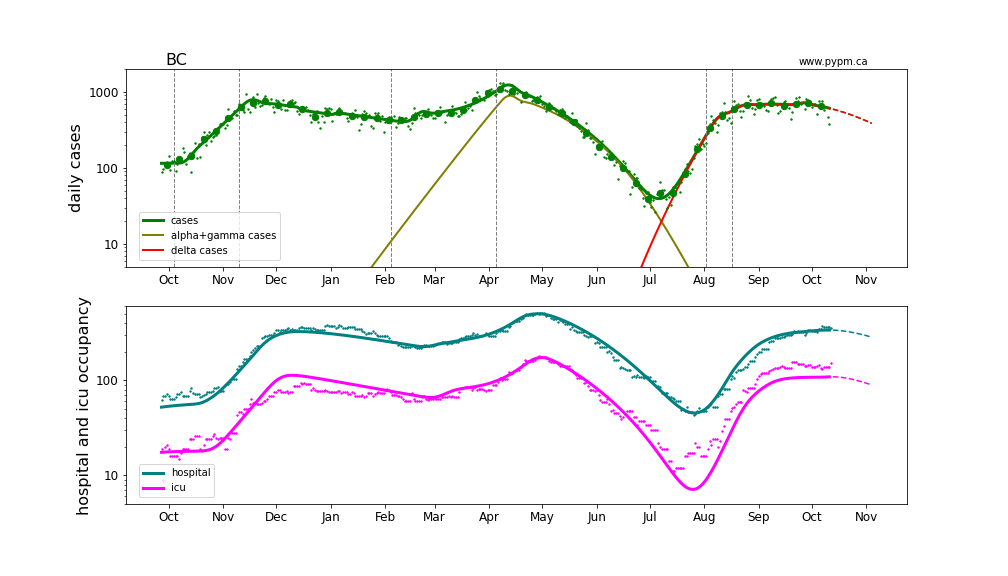 BC
www.pypm.ca
daily cases
1000
100
10
cases
alpha+gamma cases
delta cases
Oct Nov Dec Jan Feb Mar Apr May Jun Jul Aug Sep Oct Nov
hospital and icu occupancy
100
10
hospital
icu
Oct Nov Dec Jan Feb Mar Apr May Jun Jul Aug Sep Oct Nov